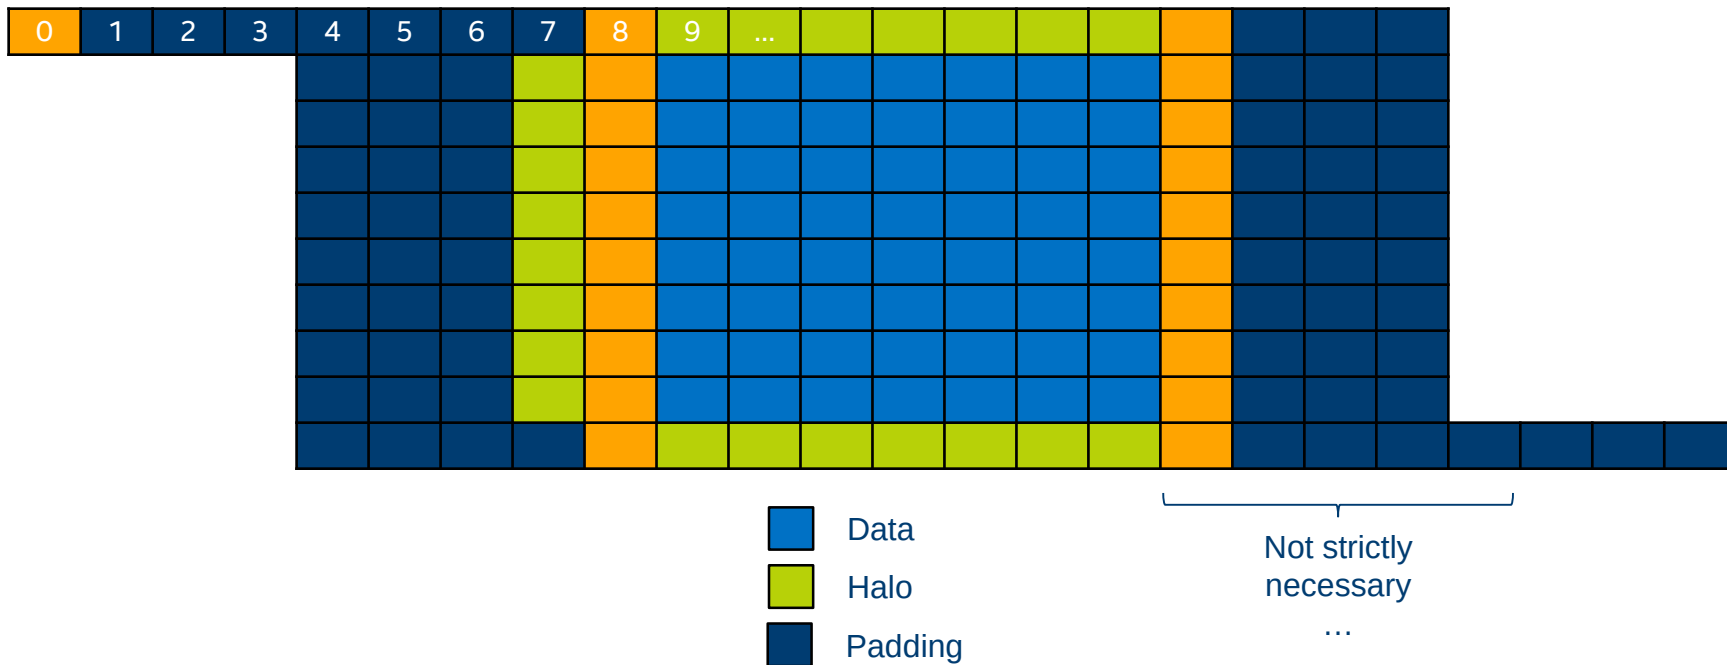 0 1 2 3 4 5 6 7 8 9 ...
Data
Halo
Padding
Not strictly
necessary
...